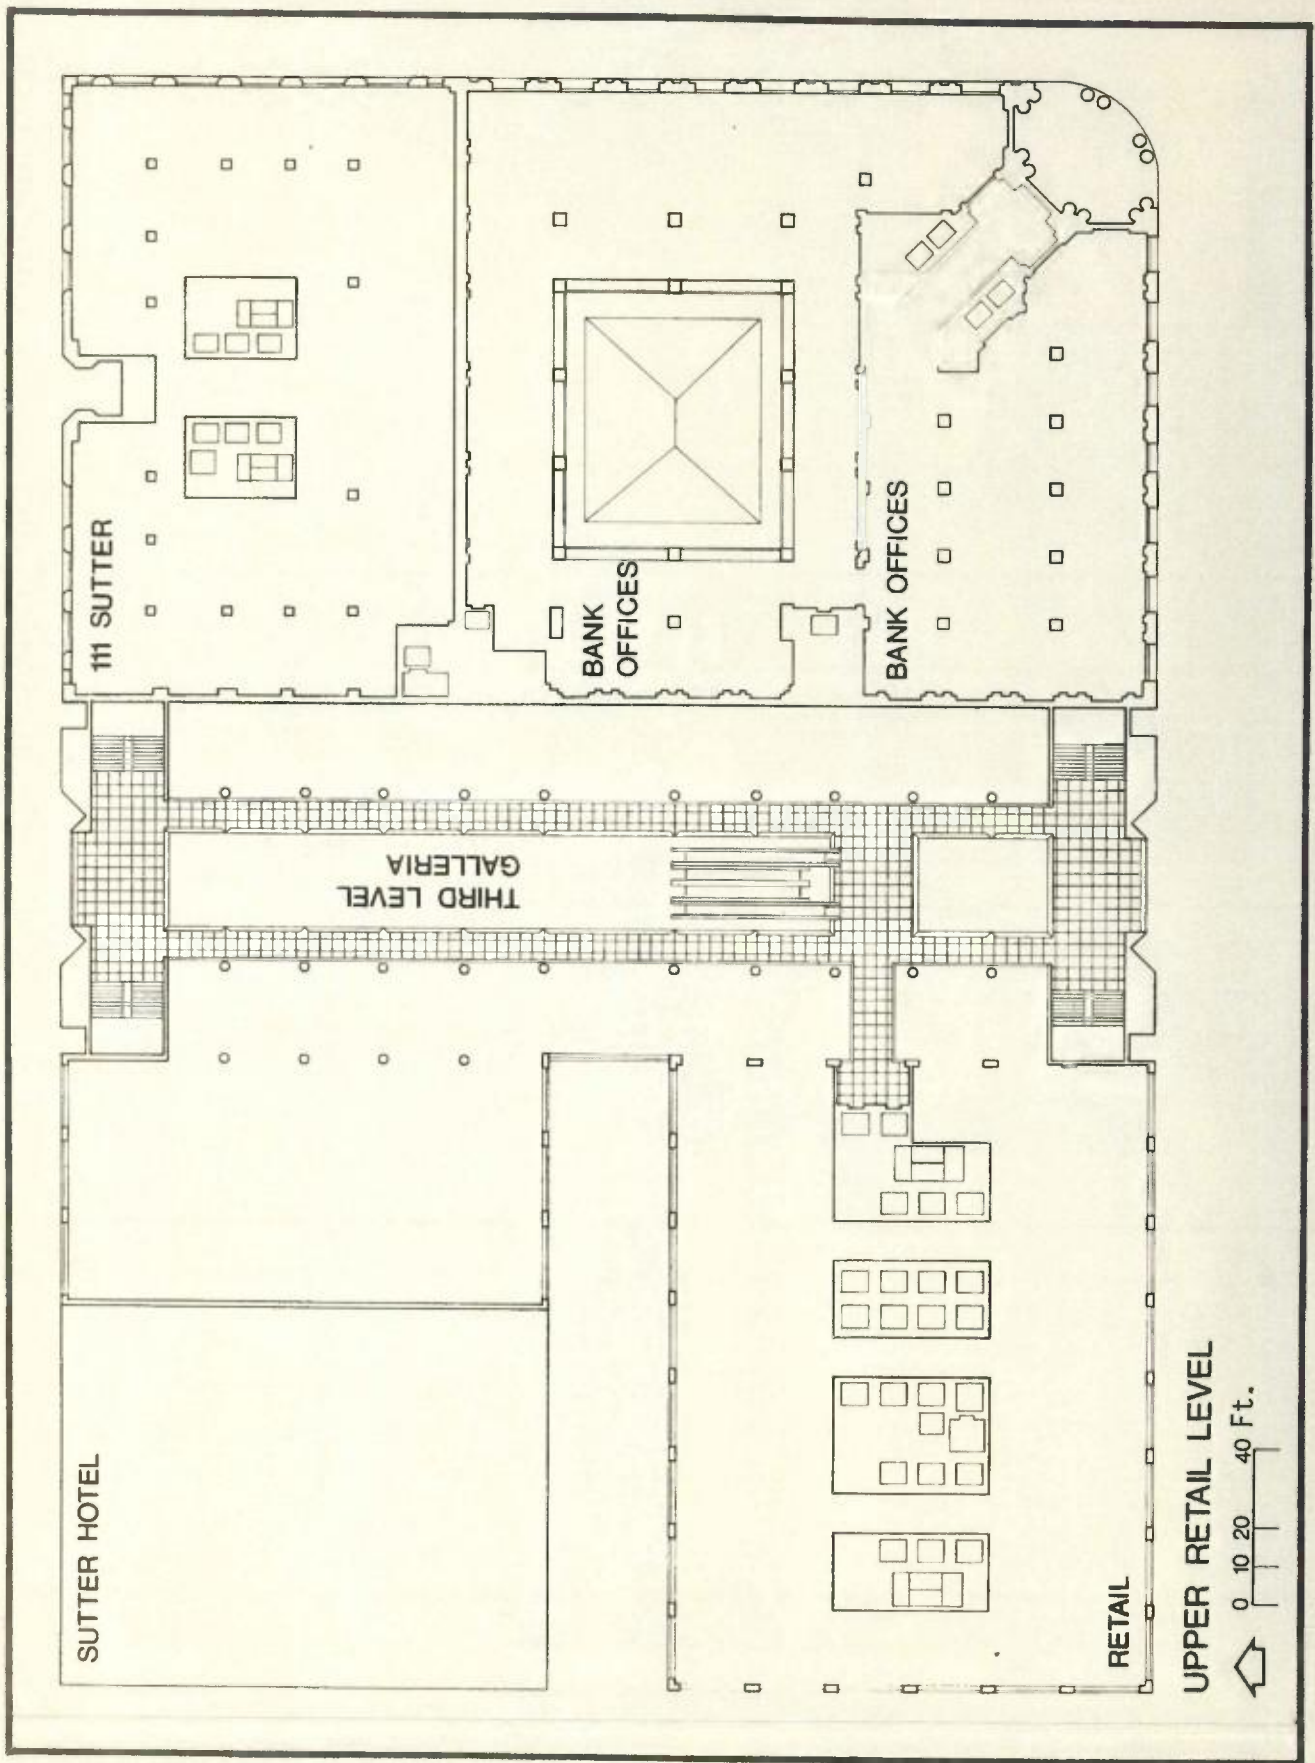 SUTTER HOTEL
111 SUTTER
THIRD LEVEL
GALLERIA
BANK
OFFICES
BANK OFFICES
RETAIL
UPPER RETAIL LEVEL
0 10 20 40 Ft.